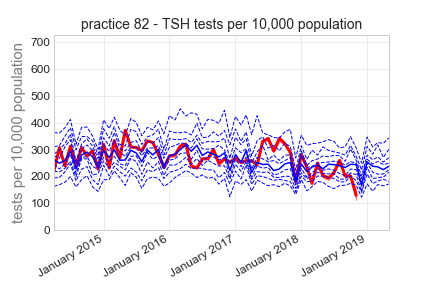 practice 82 - TSH tests per 10,000 population
tests per 10,000 population
700
600
500
400
300
200
100
0
January 2015
January 2016
January 2017
January 2018
January 2019